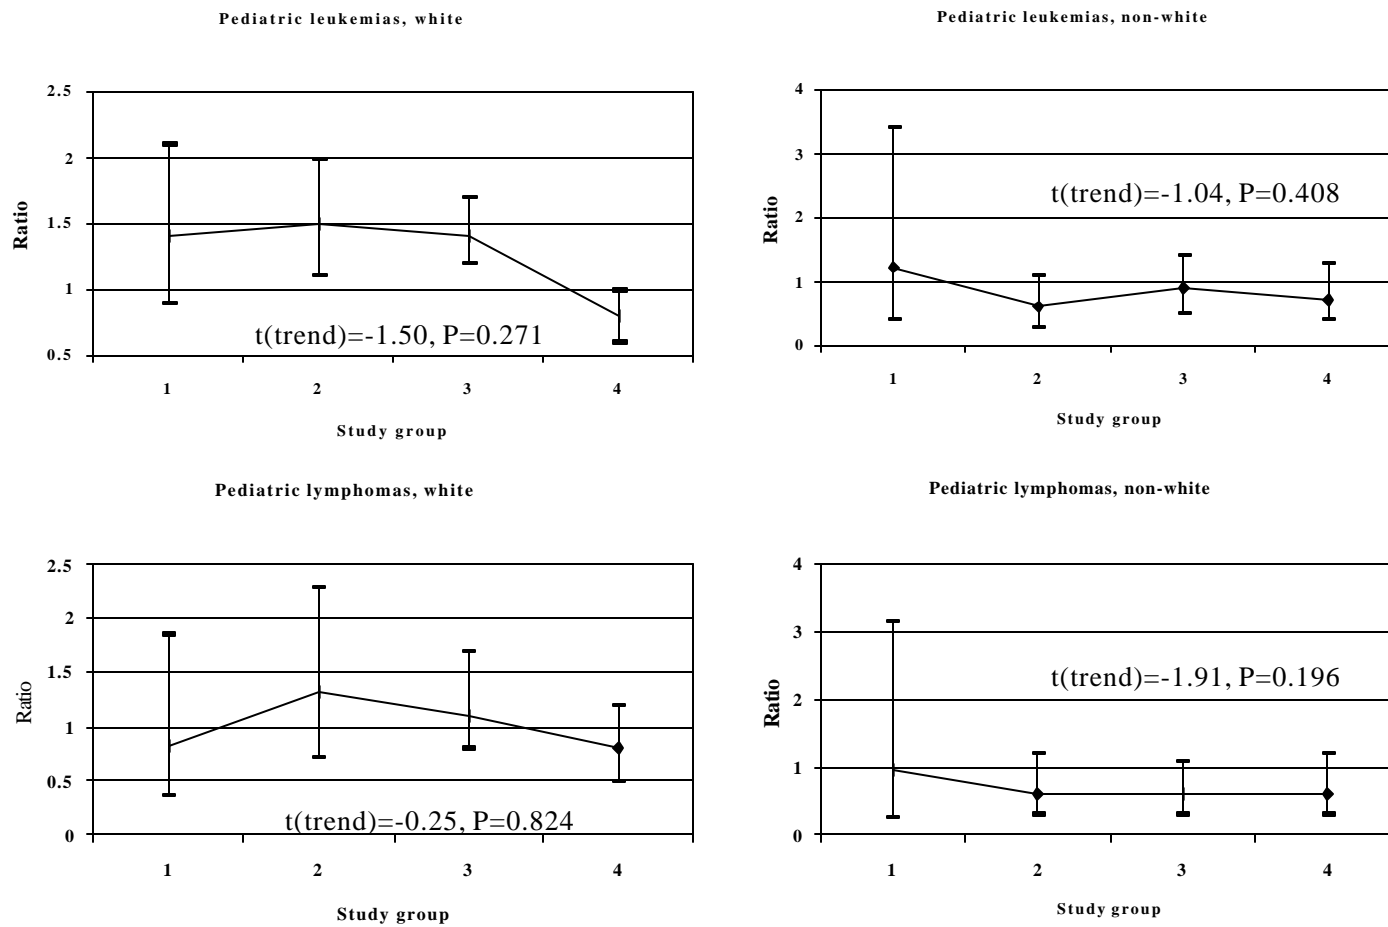 Pediatric leukemias, white
2.5
2
1.5
1
0.5
Ratio
t(trend)=-1.50, P=0.271
1 2 3 4
Study group
Pediatric leukemias, non-white
4
3
2
1
0
Ratio
t(trend)=-1.04, P=0.408
1 2 3 4
Study group
Pediatric lymphomas, white
2.5
2
1.5
1
0.5
0
Ratio
t(trend)=-0.25, P=0.824
1 2 3 4
Study group
Pediatric lymphomas, non-white
4
3
2
1
0
Ratio
t(trend)=-1.91, P=0.196
1 2 3 4
Study group